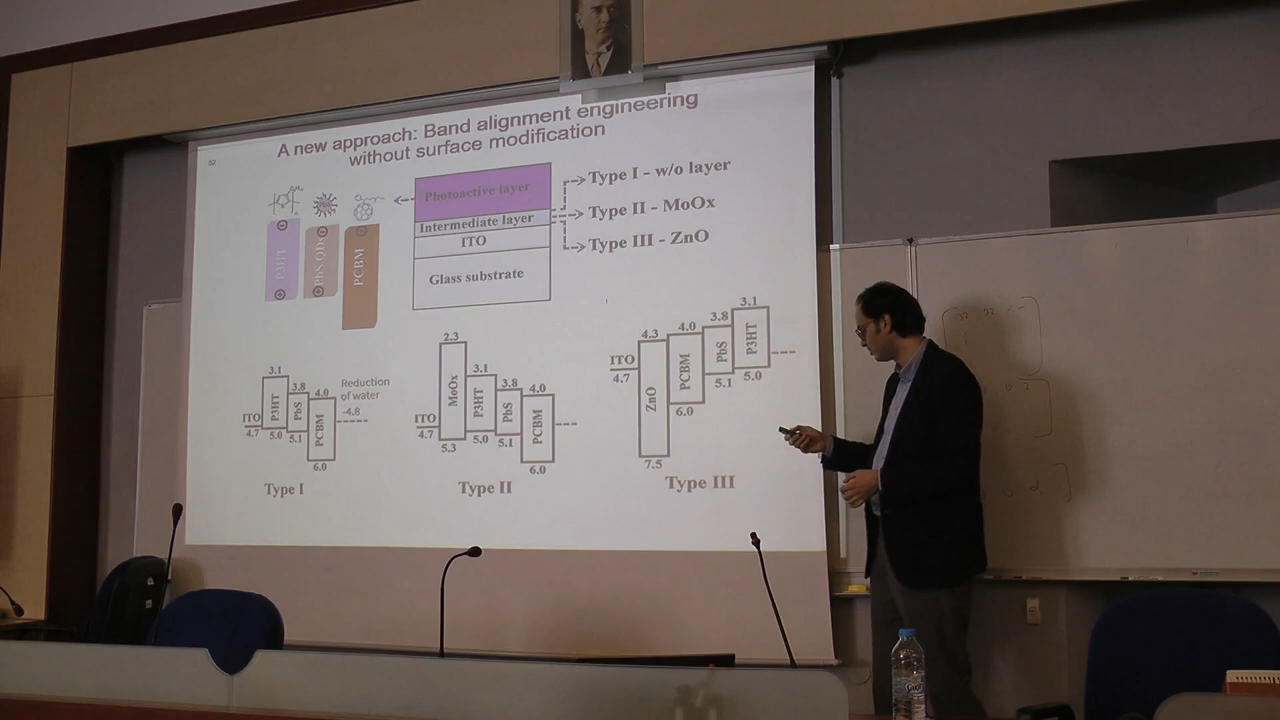 52
A new approach: Band alignment engineering
without surface modification
P3HT
PbS QD
PCBM
Photoactive layer
Intermediate layer
ITO
Glass substrate
Type I - w/o layer
Type II - MoOx
Type III - ZnO
3.1
3.8
4.0
ITO
4.7
P3HT
PbS
PCBM
5.0
5.1
6.0
Reduction
of water
-4.8
Type I
2.3
3.1
3.8
4.0
ITO
4.7
MoOx
P3HT
PbS
PCBM
5.3
5.0
5.1
6.0
Type II
4.3
4.0
3.8
3.1
ITO
4.7
ZnO
PCBM
PbS
P3HT
7.5
6.0
5.1
5.0
Type III